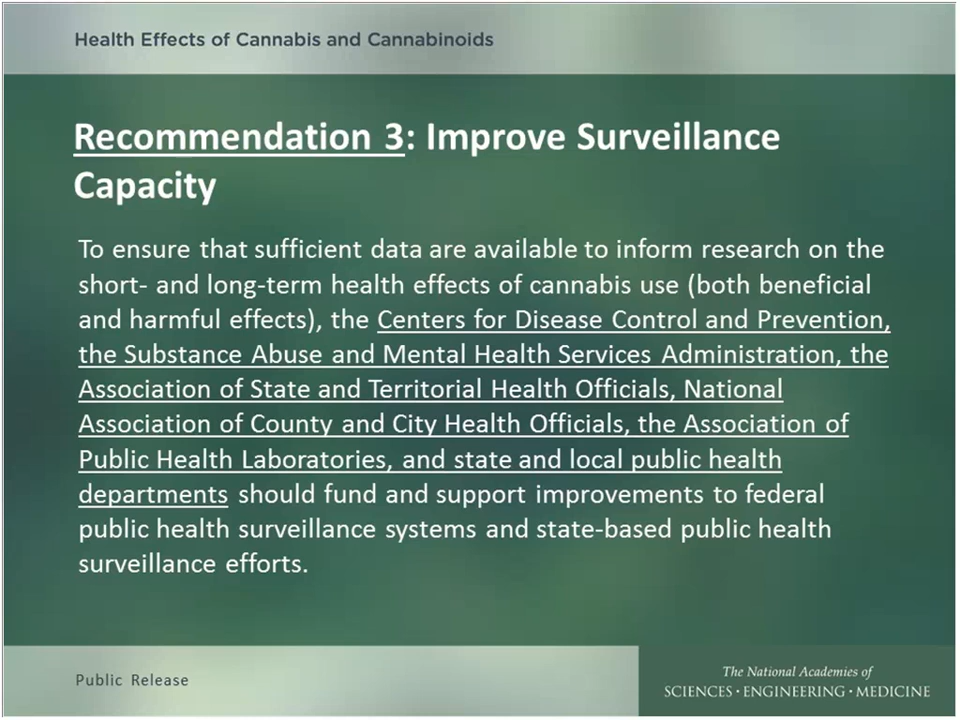 Health Effects of Cannabis and Cannabinoids
Recommendation 3: Improve Surveillance
Capacity
To ensure that sufficient data are available to inform research on the
short- and long-term health effects of cannabis use (both beneficial
and harmful effects), the Centers for Disease Control and Prevention,
the Substance Abuse and Mental Health Services Administration, the
Association of State and Territorial Health Officials, National
Association of County and City Health Officials, the Association of
Public Health Laboratories, and state and local public health
departments should fund and support improvements to federal
public health surveillance systems and state-based public health
surveillance efforts.
Public Release
The National Academies of
SCIENCES • ENGINEERING • MEDICINE